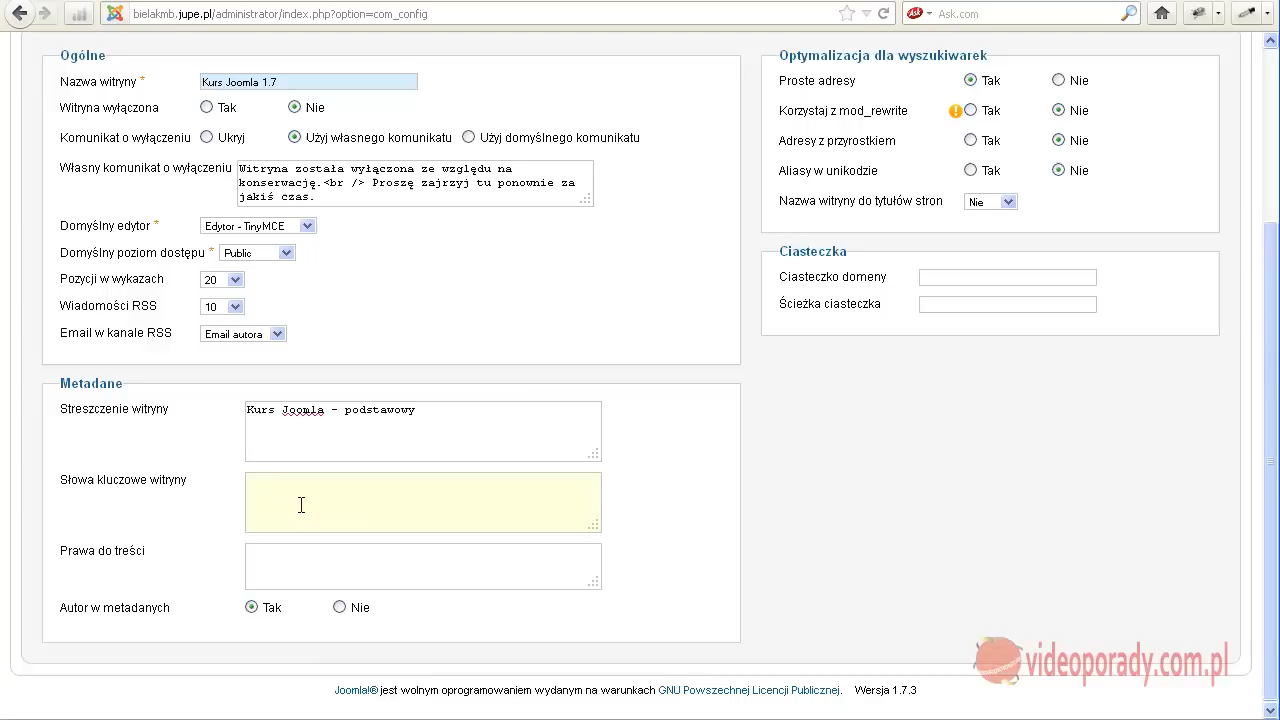 bielakmb.jupe.pl/administrator/index.php?option=com_config
Ask.com
Ogólne
Nazwa witryny *
Kurs Joomla 1.7
Witryna wyłączona
Tak
Nie
Komunikat o wyłączeniu
Ukryj
Użyj własnego komunikatu
Użyj domyślnego komunikatu
Własny komunikat o wyłączeniu
Witryna została wyłączona ze względu na
konserwację.<br /> Proszę zajrzyj tu ponownie za
jakiś czas.
Domyślny edytor *
Edytor - TinyMCE
Domyślny poziom dostępu *
Public
Pozycji w wykazach
20
Wiadomości RSS
10
Email w kanale RSS
Email autora
Metadane
Streszczenie witryny
Kurs Joomla - podstawowy
Słowa kluczowe witryny
Prawa do treści
Autor w metadanych
Tak
Nie
Optymalizacja dla wyszukiwarek
Proste adresy
Tak
Nie
Korzystaj z mod_rewrite
Tak
Nie
Adresy z przyrostkiem
Tak
Nie
Aliasy w unikodzie
Tak
Nie
Nazwa witryny do tytułów stron
Nie
Ciasteczka
Ciasteczko domeny
Ścieżka ciasteczka
videoporady.com.pl
Joomla!® jest wolnym oprogramowaniem wydanym na warunkach GNU Powszechnej Licencji Publicznej. Wersja 1.7.3